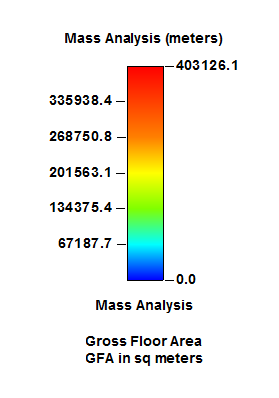 Mass Analysis (meters)
403126.1
335938.4
268750.8
201563.1
134375.4
67187.7
0.0
Mass Analysis
Gross Floor Area
GFA in sq meters